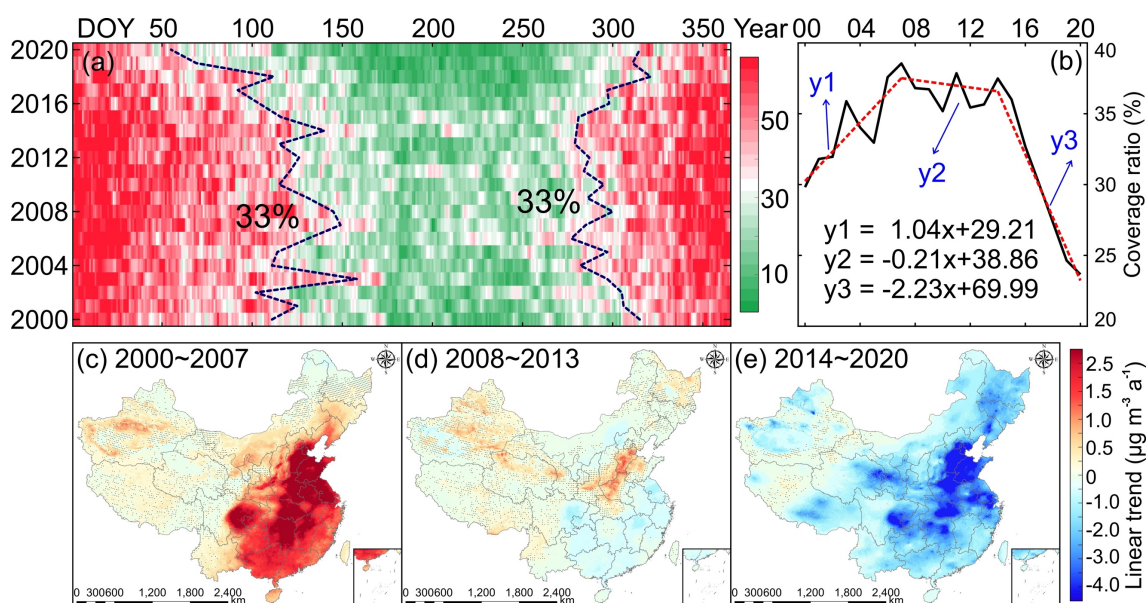 DOY 50 100 150 200 250 300 350 Year
(a)
2020
2016
2012
2008
2004
2000
33%
33%
50
30
10
00 04 08 12 16 20
(b)
y1
y2
y3
y1 = 1.04x+29.21
y2 = -0.21x+38.86
y3 = -2.23x+69.99
40
35
30
25
20
Coverage ratio (%)
(c) 2000~2007
0 300600 1,200 1,800 2,400
km
(d) 2008~2013
0 300600 1,200 1,800 2,400
km
(e) 2014~2020
0 300600 1,200 1,800 2,400
km
2.5
2.0
1.5
1.0
0.5
0
-1.0
-2.0
-3.0
-4.0
Linear trend (µg m⁻³ a⁻¹)